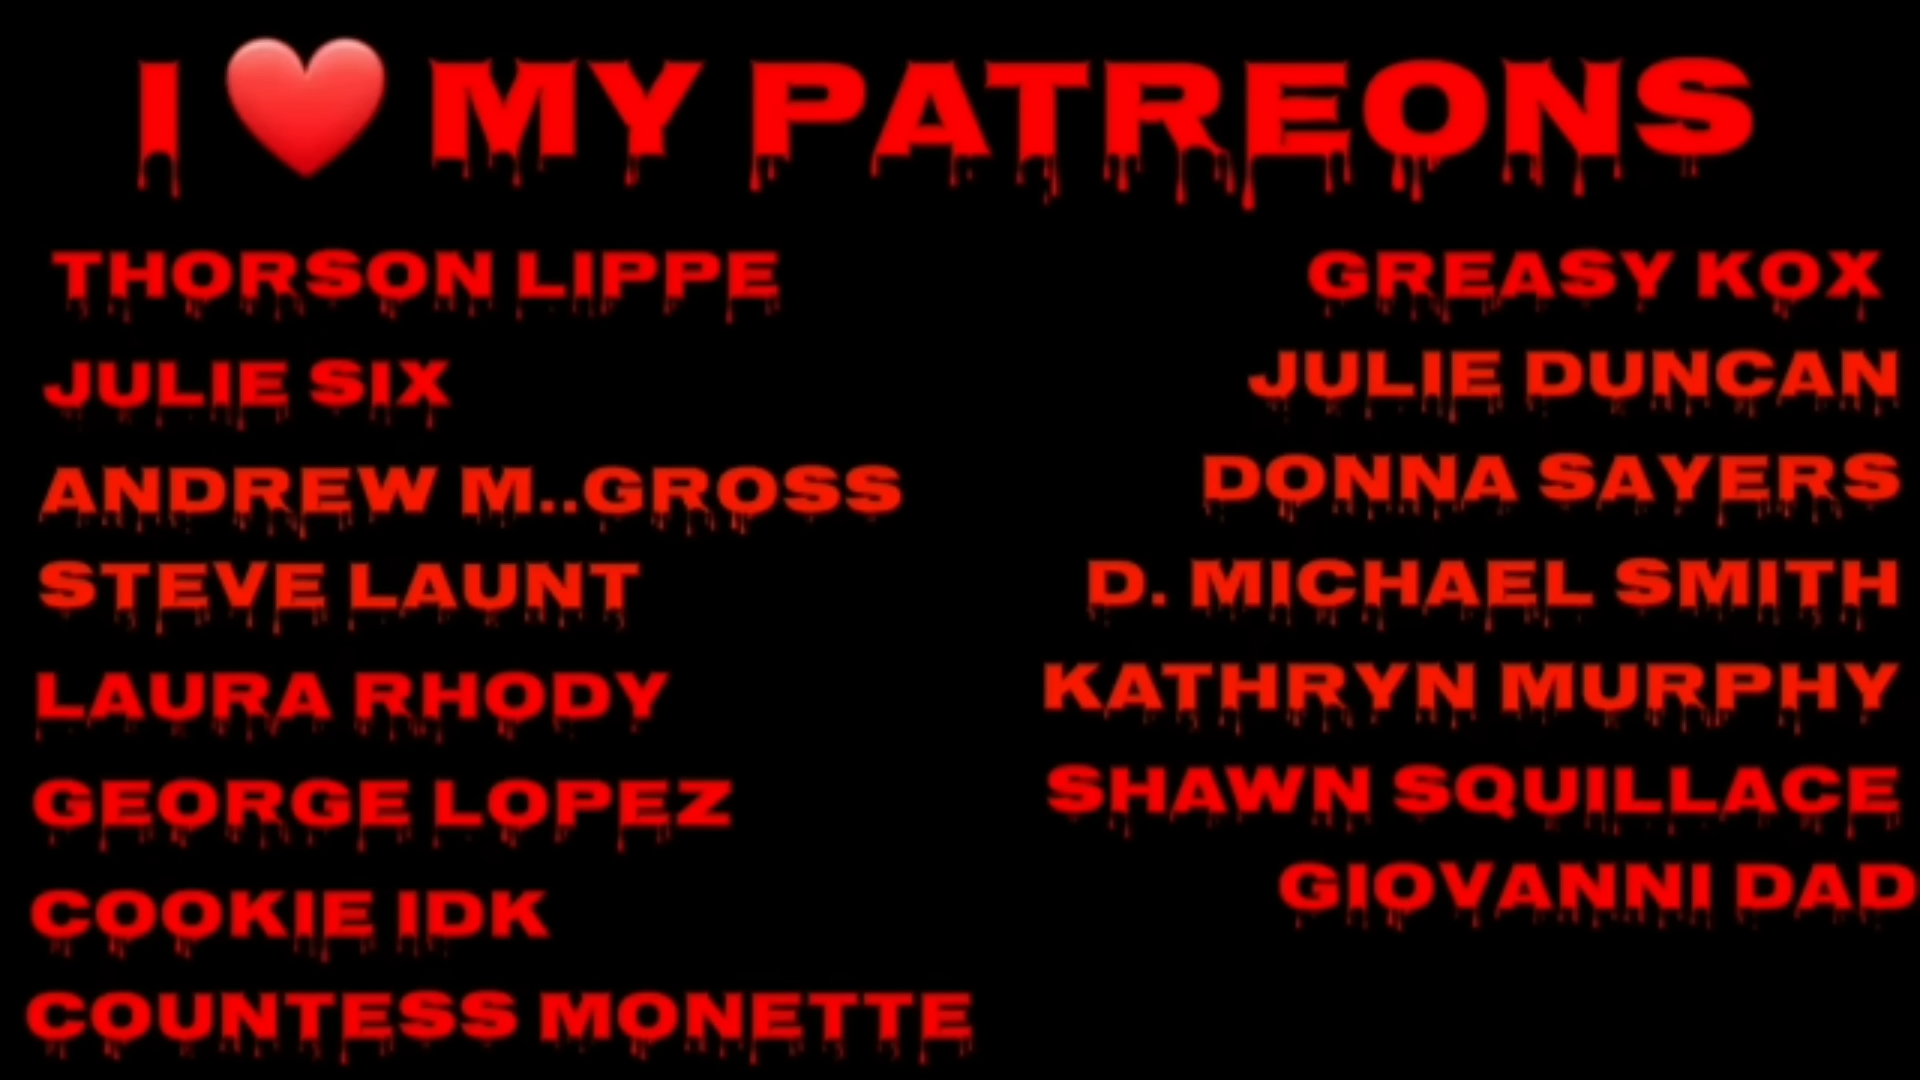 I ❤️ MY PATREONS
THORSON LIPPE
JULIE SIX
ANDREW M..GROSS
STEVE LAUNT
LAURA RHODY
GEORGE LOPEZ
COOKIE IDK
COUNTESS MONETTE
GREASY KOX
JULIE DUNCAN
DONNA SAYERS
D. MICHAEL SMITH
KATHRYN MURPHY
SHAWN SQUILLACE
GIOVANNI DAD